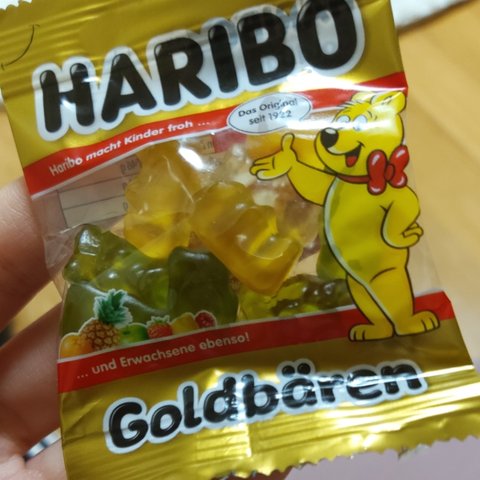 HARIBO
Haribo macht Kinder froh ...
Das Original
seit 1922
... und Erwachsene ebenso!
Goldbären